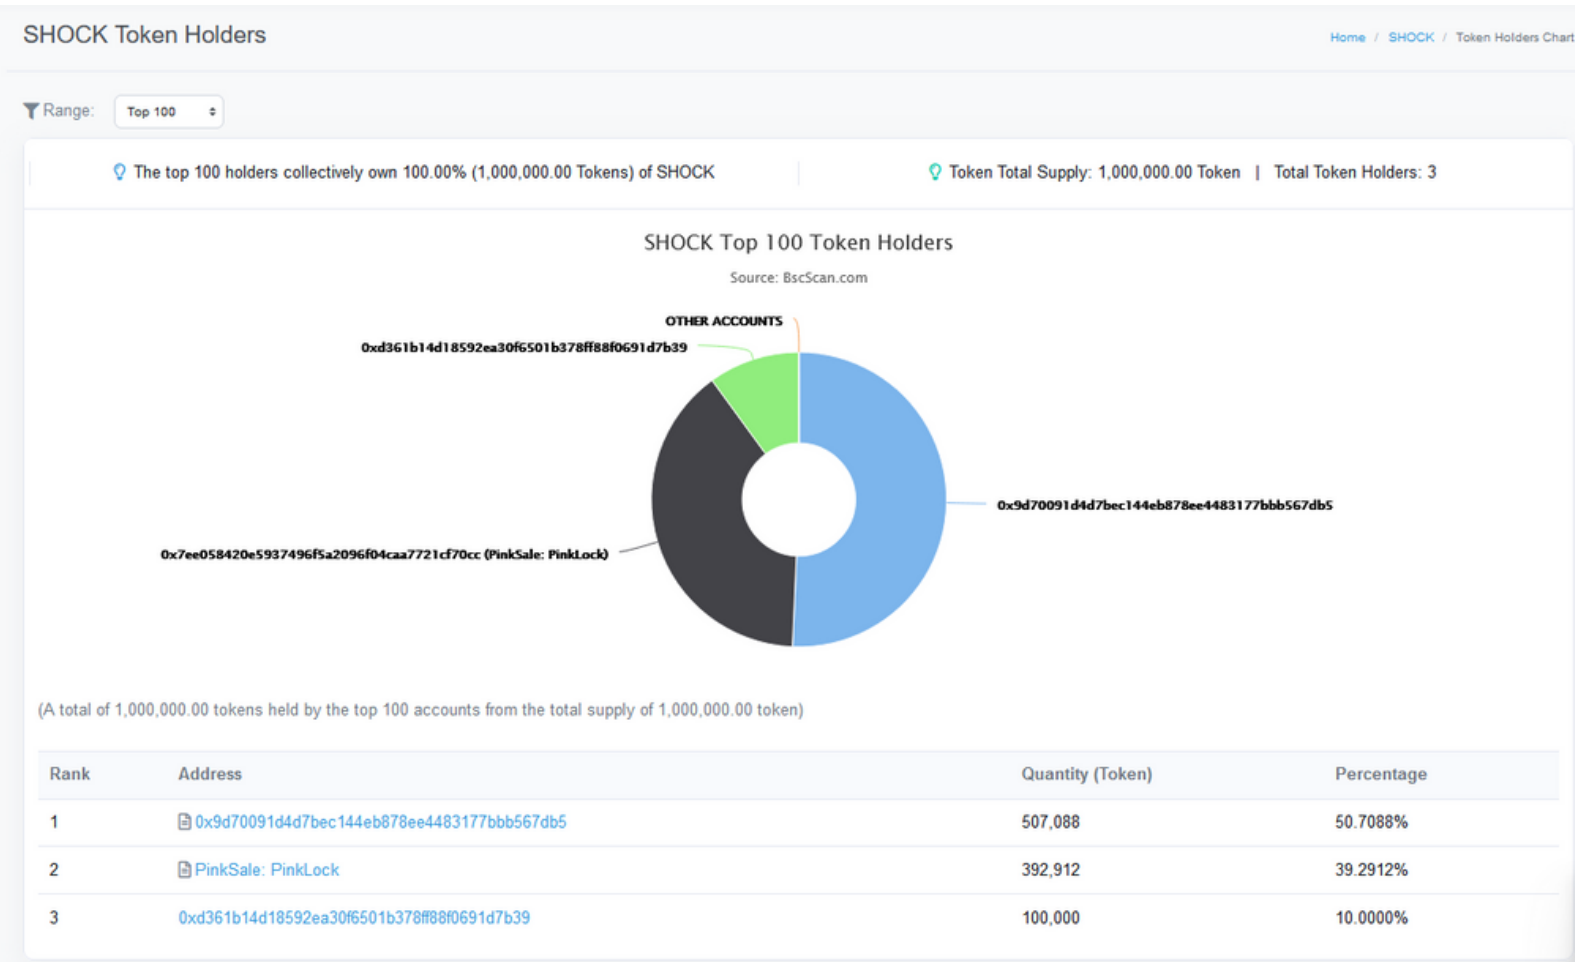 SHOCK Token Holders
Home / SHOCK / Token Holders Chart
Range: Top 100
The top 100 holders collectively own 100.00% (1,000,000.00 Tokens) of SHOCK
Token Total Supply: 1,000,000.00 Token | Total Token Holders: 3
SHOCK Top 100 Token Holders
Source: BscScan.com
OTHER ACCOUNTS
0xd361b14d18592ea30f6501b378ff88f0691d7b39
0x9d70091d4d7bec144eb878ee4483177bbb567db5
0x7ee058420e5937496f5a2096f04caa7721cf70cc (PinkSale: PinkLock)
(A total of 1,000,000.00 tokens held by the top 100 accounts from the total supply of 1,000,000.00 token)
Rank Address Quantity (Token) Percentage
1 0x9d70091d4d7bec144eb878ee4483177bbb567db5 507,088 50.7088%
2 PinkSale: PinkLock 392,912 39.2912%
3 0xd361b14d18592ea30f6501b378ff88f0691d7b39 100,000 10.0000%